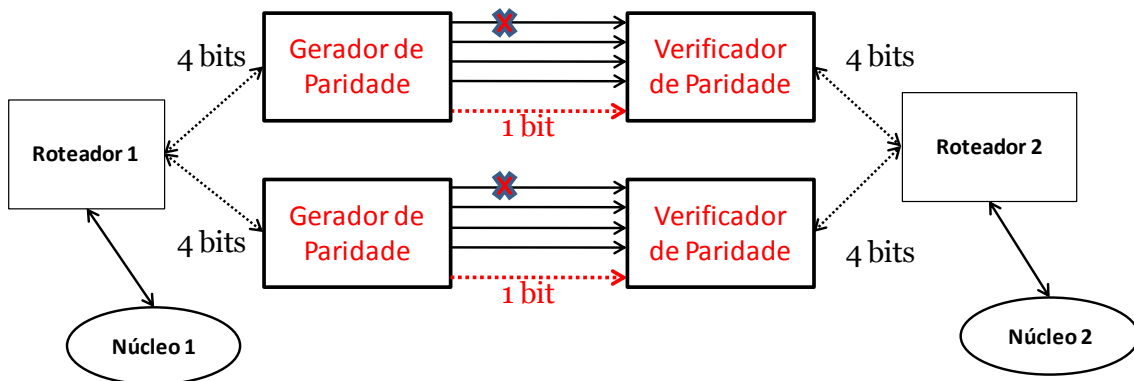 4 bits
Gerador de
Paridade
1 bit
Verificador
de Paridade
4 bits
Roteador 1
Roteador 2
4 bits
Gerador de
Paridade
1 bit
Verificador
de Paridade
4 bits
Núcleo 1
Núcleo 2